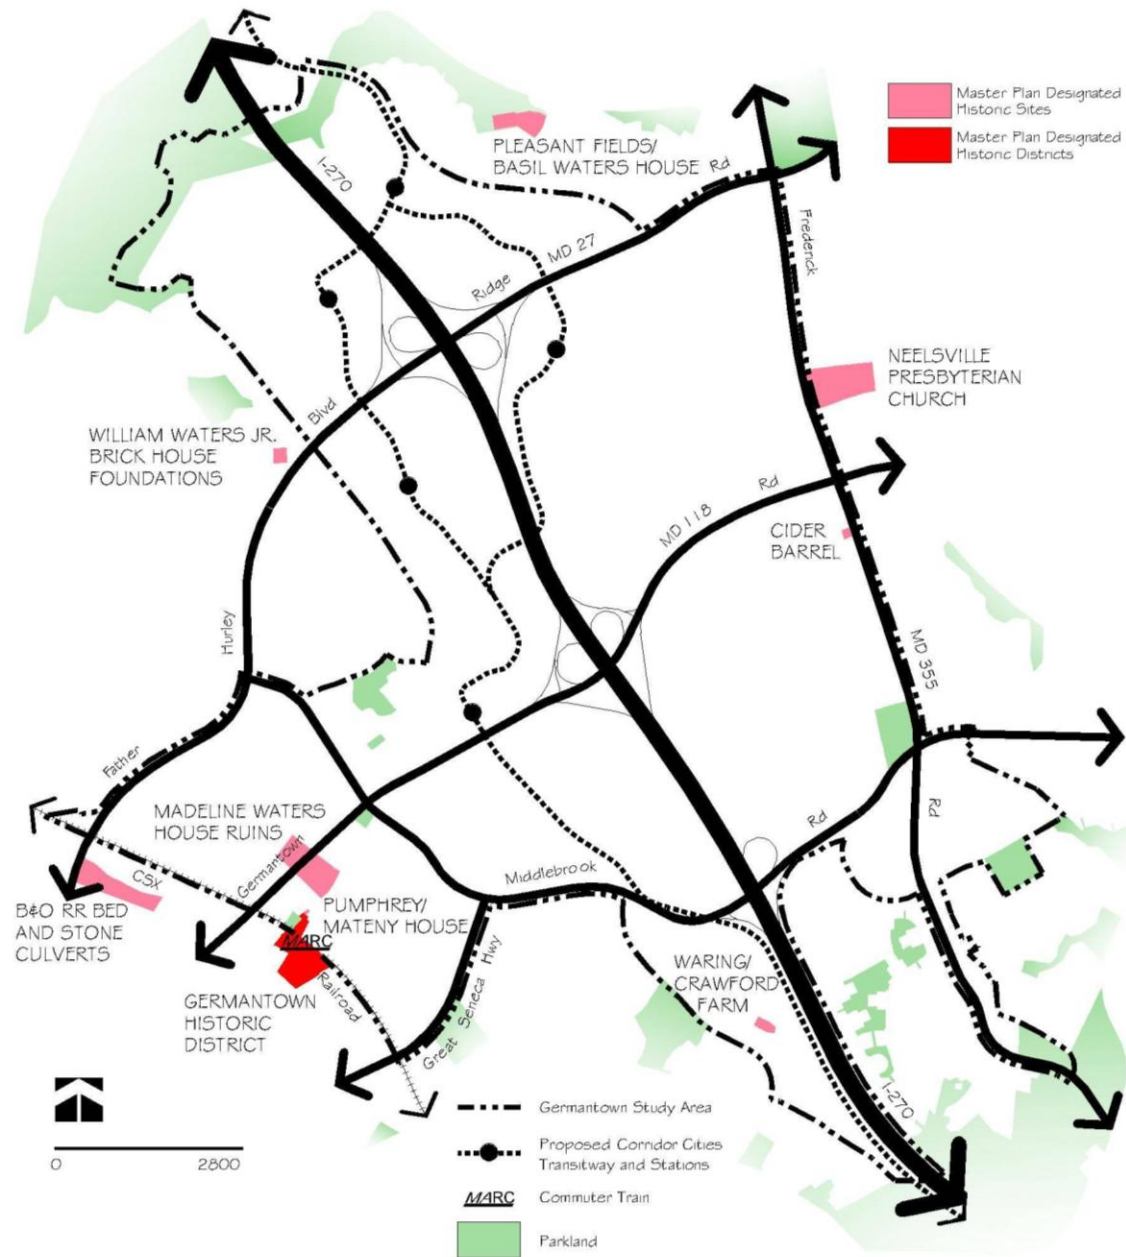 Master Plan Designated
Historic Sites
Master Plan Designated
Historic Districts
PLEASANT FIELDS/
BASIL WATERS HOUSE
Rd
I-270
Frederick
MD 27
Ridge
NEELSVILLE
PRESBYTERIAN
CHURCH
Blvd
WILLIAM WATERS JR.
BRICK HOUSE
FOUNDATIONS
Rd
MD 118
CIDER
BARREL
Hurley
MD 355
Father
MADELINE WATERS
HOUSE RUINS
Rd
Rd
Germantown
Middlebrook
CSX
B&O RR BED
AND STONE
CULVERTS
PUMPHREY/
MATENY HOUSE
MARC
Railroad
WARING/
CRAWFORD
FARM
GERMANTOWN
HISTORIC
DISTRICT
Great Seneca Hwy
I-270
0 2800
Germantown Study Area
Proposed Corridor Cities
Transitway and Stations
MARC Commuter Train
Parkland